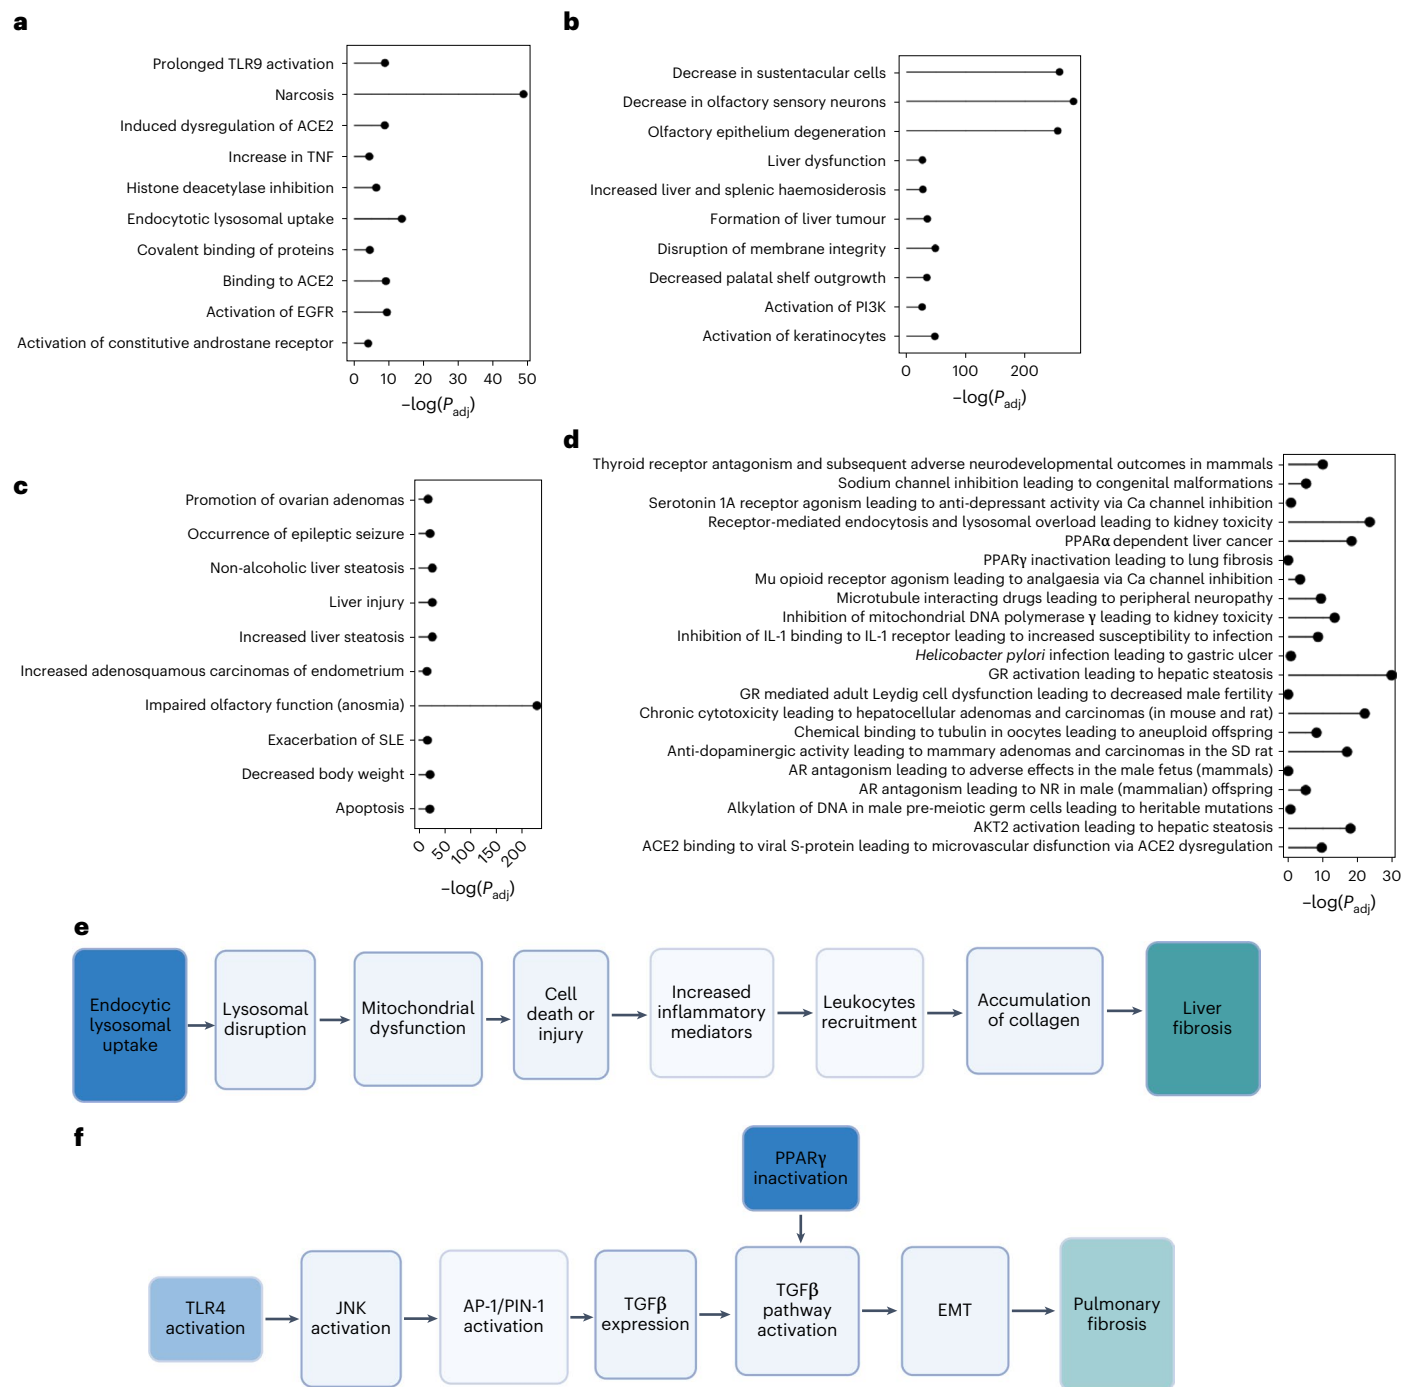 a
Prolonged TLR9 activation
Narcosis
Induced dysregulation of ACE2
Increase in TNF
Histone deacetylase inhibition
Endocytotic lysosomal uptake
Covalent binding of proteins
Binding to ACE2
Activation of EGFR
Activation of constitutive androstane receptor
0 10 20 30 40 50
–log(Padj)
b
Decrease in sustentacular cells
Decrease in olfactory sensory neurons
Olfactory epithelium degeneration
Liver dysfunction
Increased liver and splenic haemosiderosis
Formation of liver tumour
Disruption of membrane integrity
Decreased palatal shelf outgrowth
Activation of PI3K
Activation of keratinocytes
0 100 200
–log(Padj)
c
Promotion of ovarian adenomas
Occurrence of epileptic seizure
Non-alcoholic liver steatosis
Liver injury
Increased liver steatosis
Increased adenosquamous carcinomas of endometrium
Impaired olfactory function (anosmia)
Exacerbation of SLE
Decreased body weight
Apoptosis
0 50 100 150 200
–log(Padj)
d
Thyroid receptor antagonism and subsequent adverse neurodevelopmental outcomes in mammals
Sodium channel inhibition leading to congenital malformations
Serotonin 1A receptor agonism leading to anti-depressant activity via Ca channel inhibition
Receptor-mediated endocytosis and lysosomal overload leading to kidney toxicity
PPARα dependent liver cancer
PPARγ inactivation leading to lung fibrosis
Mu opioid receptor agonism leading to analgaesia via Ca channel inhibition
Microtubule interacting drugs leading to peripheral neuropathy
Inhibition of mitochondrial DNA polymerase γ leading to kidney toxicity
Inhibition of IL-1 binding to IL-1 receptor leading to increased susceptibility to infection
Helicobacter pylori infection leading to gastric ulcer
GR activation leading to hepatic steatosis
GR mediated adult Leydig cell dysfunction leading to decreased male fertility
Chronic cytotoxicity leading to hepatocellular adenomas and carcinomas (in mouse and rat)
Chemical binding to tubulin in oocytes leading to aneuploid offspring
Anti-dopaminergic activity leading to mammary adenomas and carcinomas in the SD rat
AR antagonism leading to adverse effects in the male fetus (mammals)
AR antagonism leading to NR in male (mammalian) offspring
Alkylation of DNA in male pre-meiotic germ cells leading to heritable mutations
AKT2 activation leading to hepatic steatosis
ACE2 binding to viral S-protein leading to microvascular disfunction via ACE2 dysregulation
0 10 20 30
–log(Padj)
e
Endocytic
lysosomal
uptake
Lysosomal
disruption
Mitochondrial
dysfunction
Cell
death or
injury
Increased
inflammatory
mediators
Leukocytes
recruitment
Accumulation
of collagen
Liver
fibrosis
f
PPARγ
inactivation
TLR4
activation
JNK
activation
AP-1/PIN-1
activation
TGFβ
expression
TGFβ
pathway
activation
EMT
Pulmonary
fibrosis